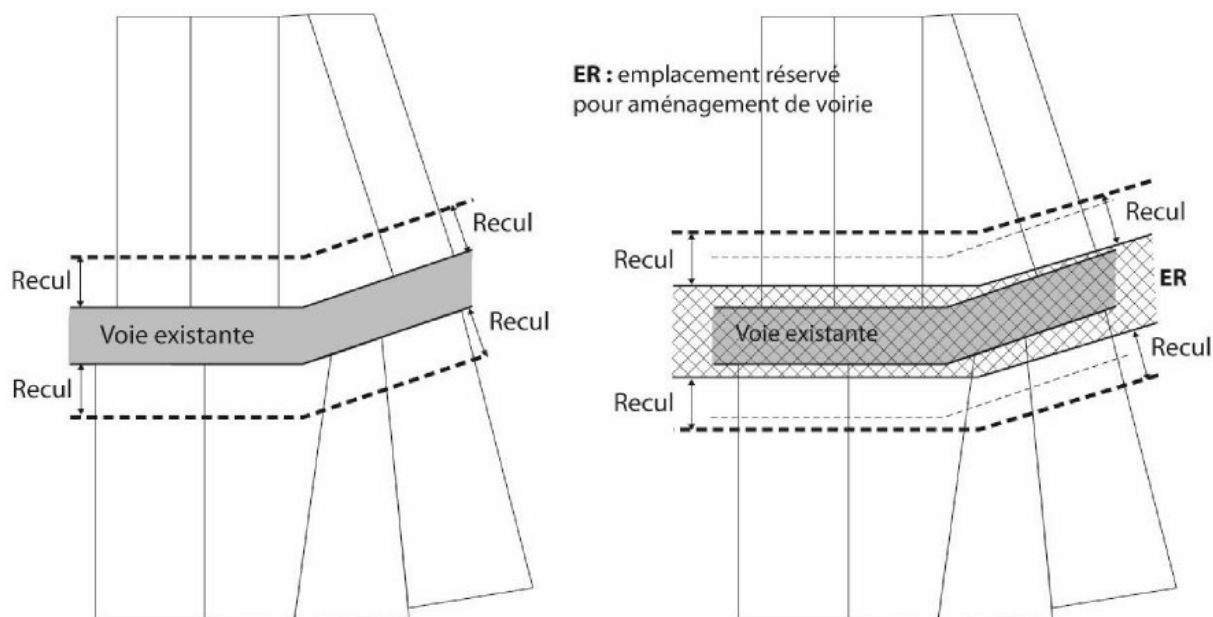 Recul
Recul
Voie existante
Recul
Recul
ER : emplacement réservé
pour aménagement de voirie
Recul
Recul
ER
Voie existante
Recul
Recul